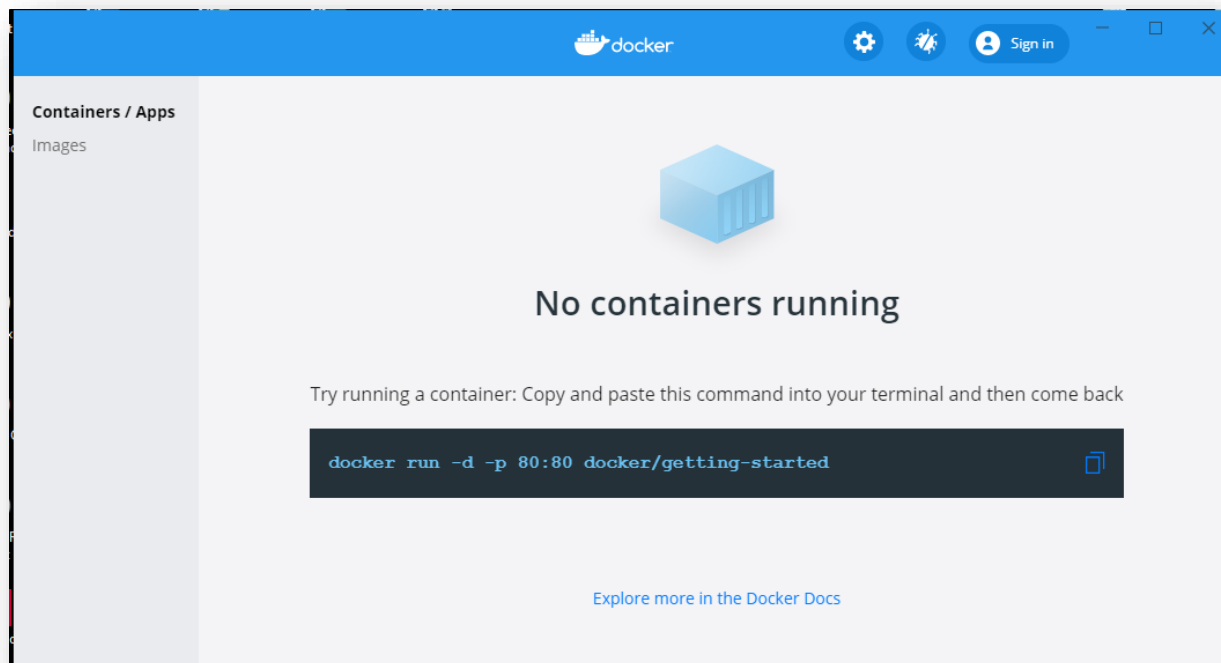 docker
Sign in
Containers / Apps
Images
No containers running
Try running a container: Copy and paste this command into your terminal and then come back
docker run -d -p 80:80 docker/getting-started
Explore more in the Docker Docs